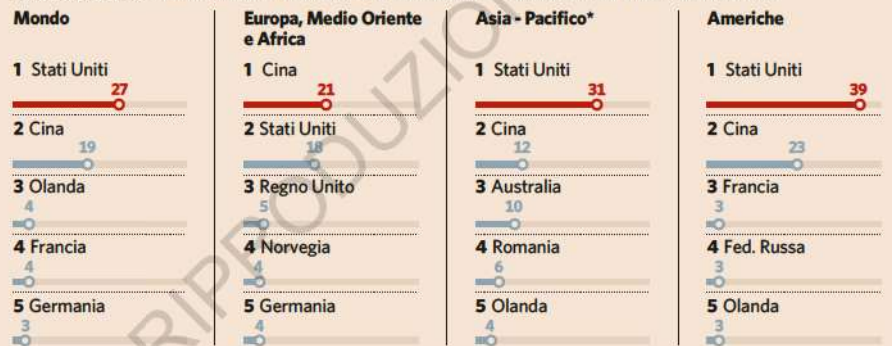 Mondo
1 Stati Uniti
27
2 Cina
19
3 Olanda
4
4 Francia
4
5 Germania
3
Europa, Medio Oriente
e Africa
1 Cina
21
2 Stati Uniti
18
3 Regno Unito
5
4 Norvegia
4
5 Germania
4
Asia - Pacifico*
1 Stati Uniti
31
2 Cina
12
3 Australia
10
4 Romania
6
5 Olanda
4
Americhe
1 Stati Uniti
39
2 Cina
23
3 Francia
3
4 Fed. Russa
3
5 Olanda
3